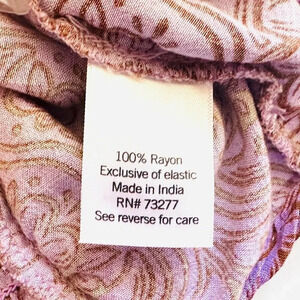 100% Rayon
Exclusive of elastic
Made in India
RN# 73277
See reverse for care